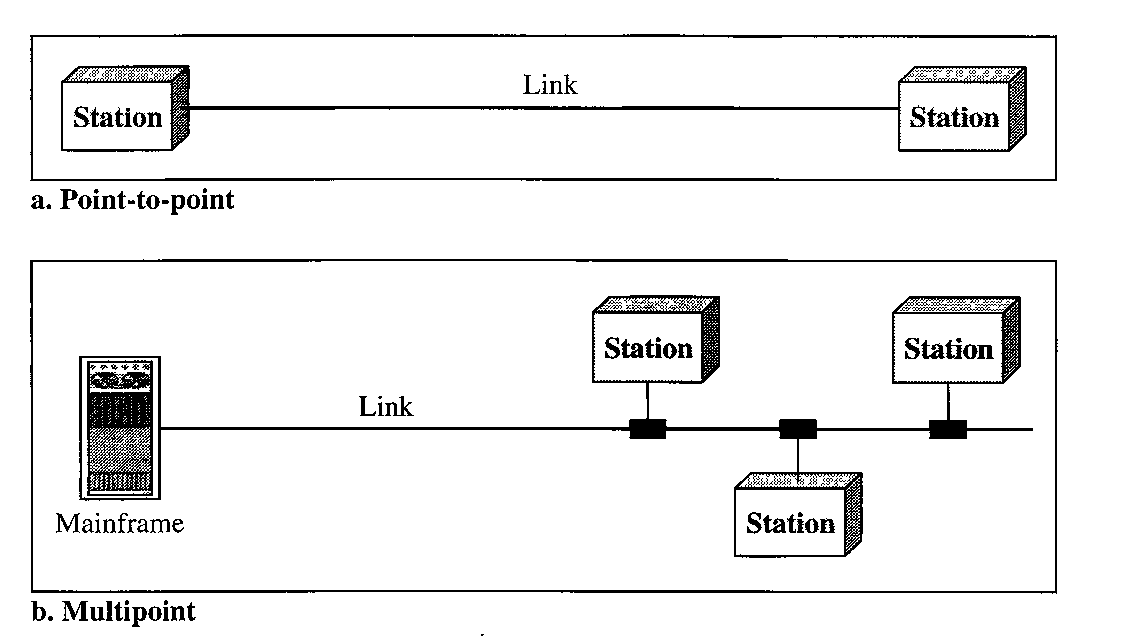 Link
Station
Station
a. Point-to-point
Station
Station
Link
Station
Mainframe
b. Multipoint